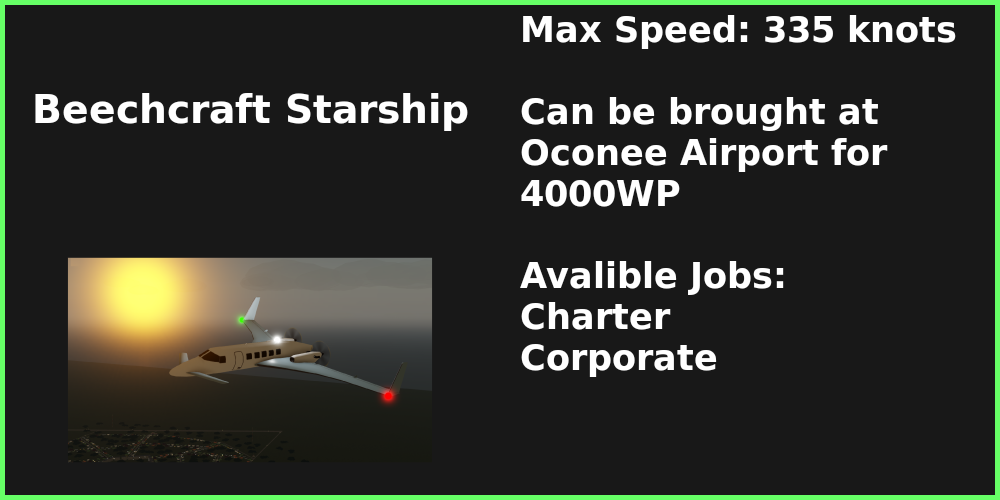 Beechcraft Starship
Max Speed: 335 knots
Can be brought at
Oconee Airport for
4000WP
Avalible Jobs:
Charter
Corporate